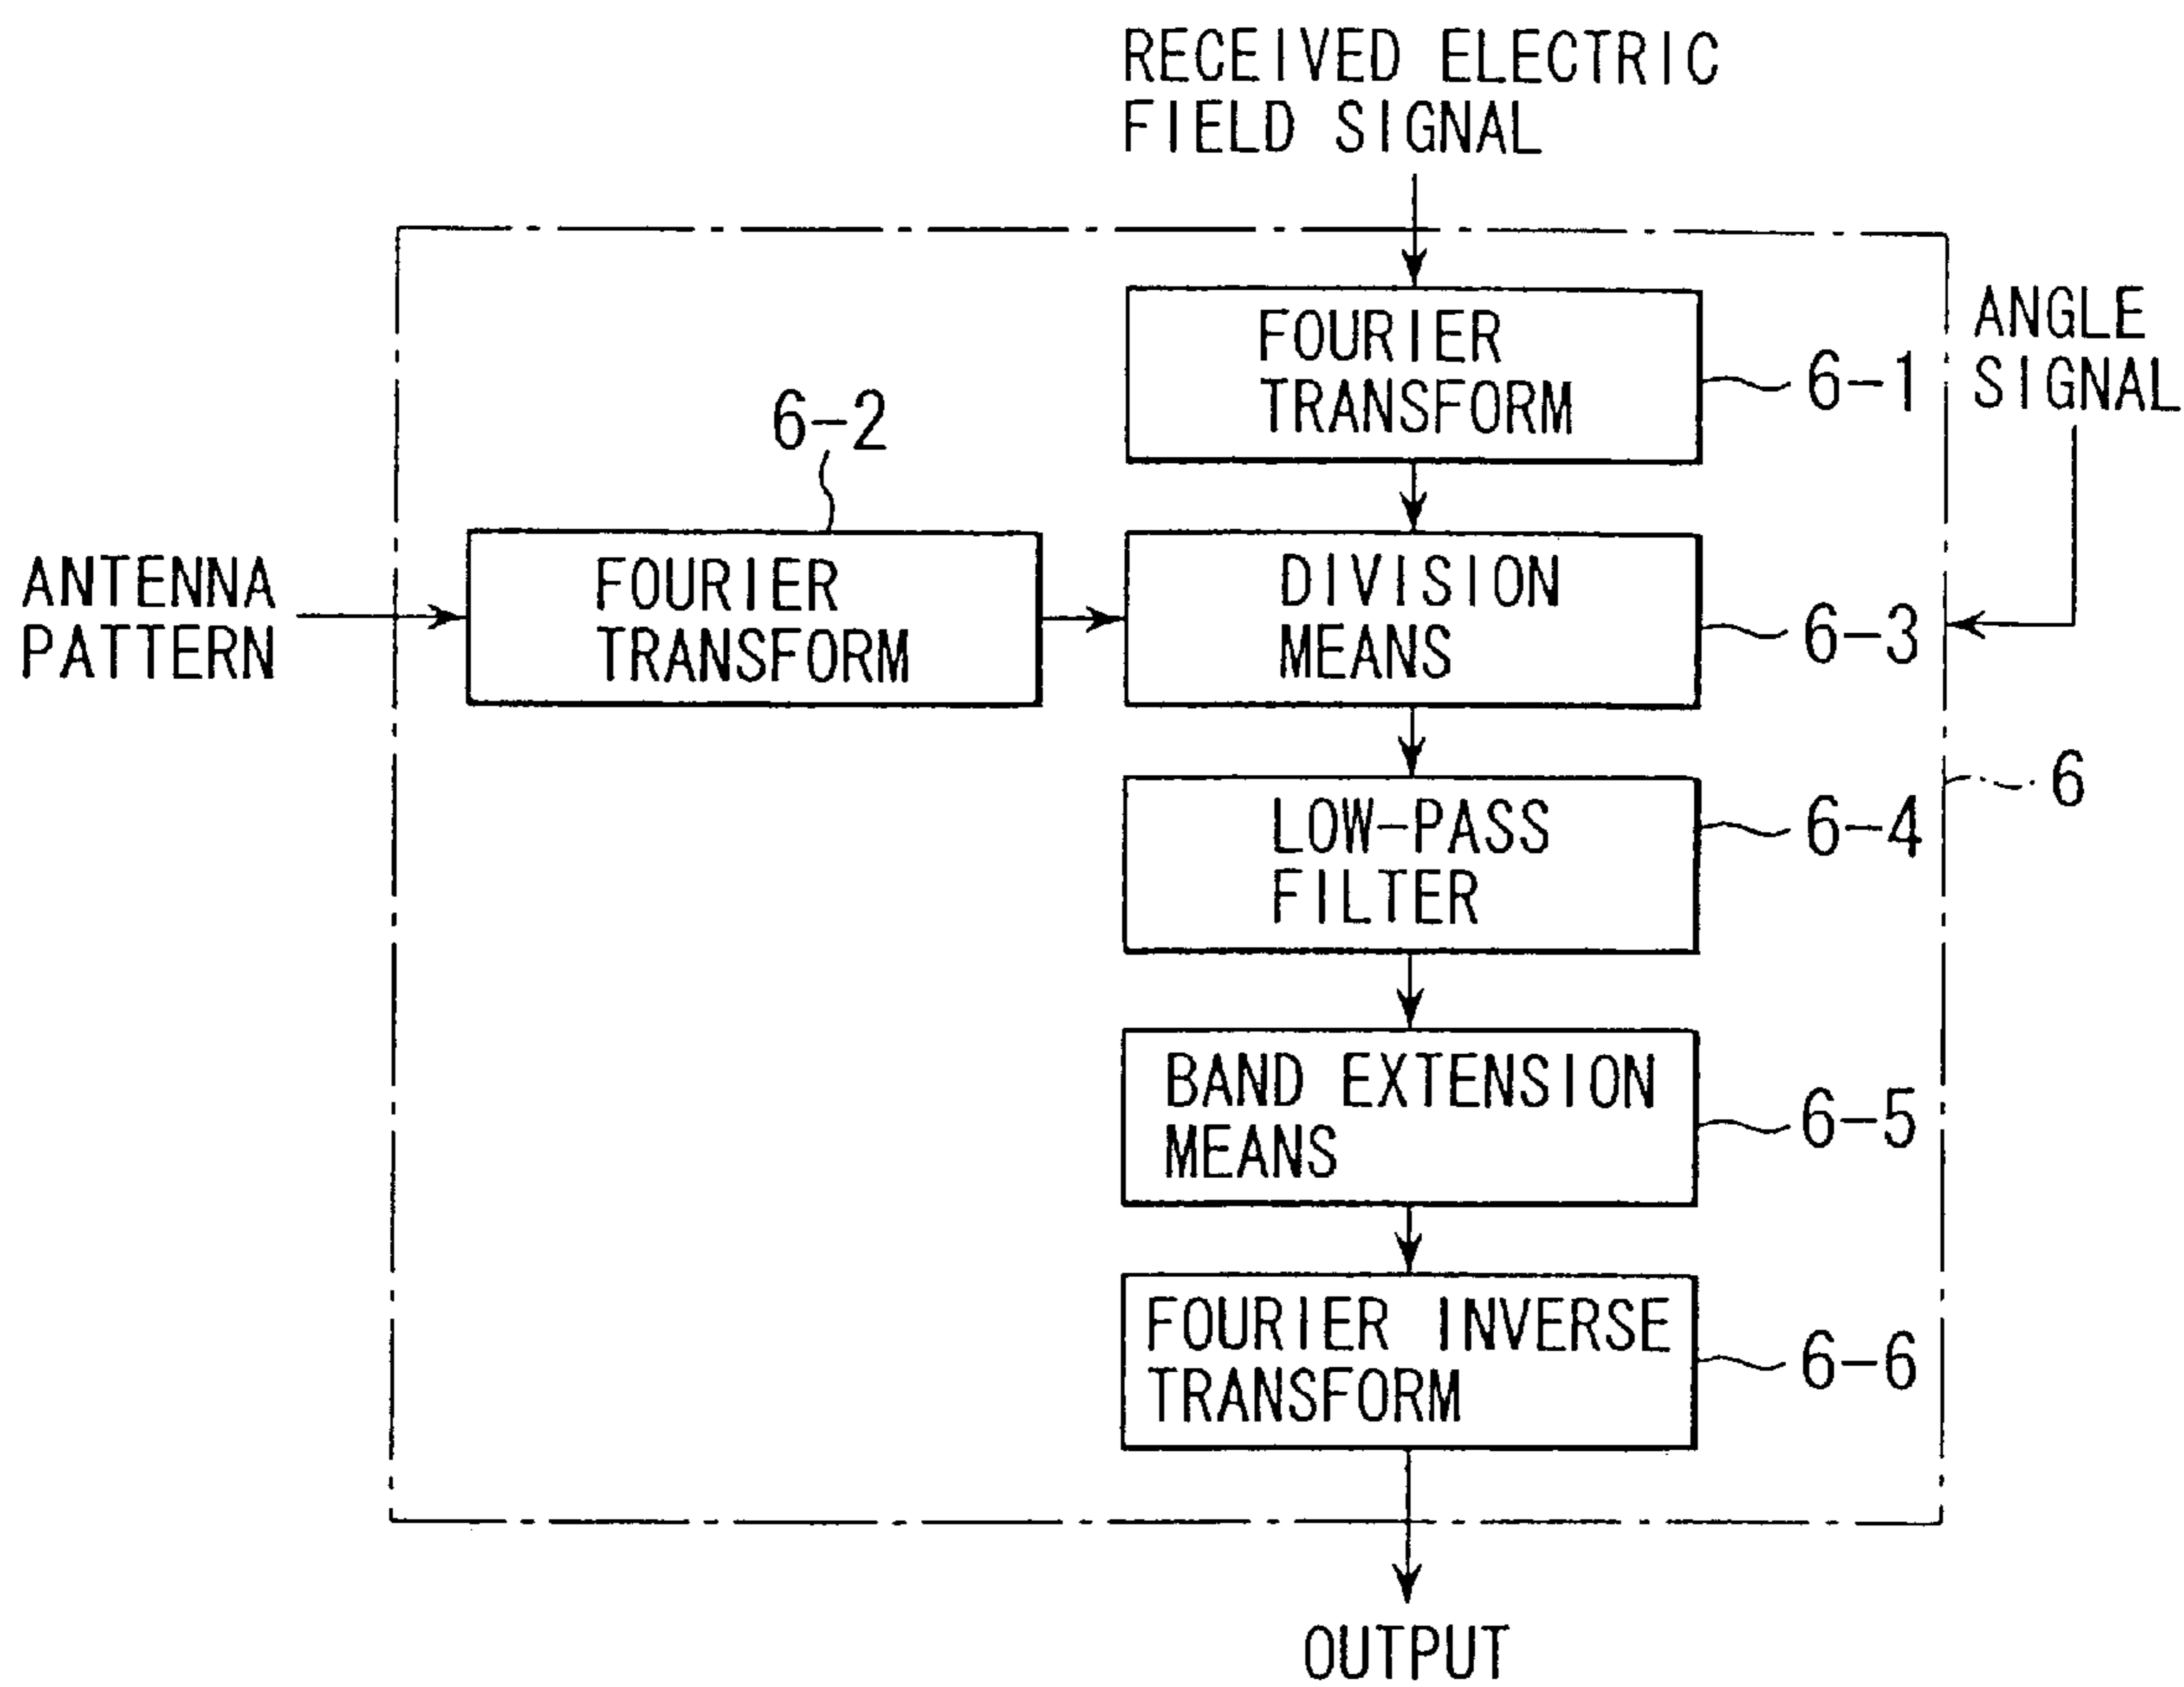 RECEIVED ELECTRIC
FIELD SIGNAL
FOURIER
TRANSFORM
6-1
ANGLE
SIGNAL
6-2
ANTENNA
PATTERN
FOURIER
TRANSFORM
DIVISION
MEANS
6-3
6
LOW-PASS
FILTER
6-4
BAND EXTENSION
MEANS
6-5
FOURIER INVERSE
TRANSFORM
6-6
OUTPUT